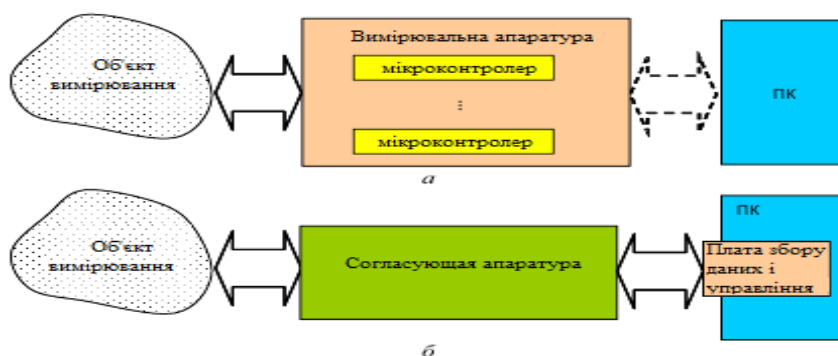 Об'єкт
вимірювання
Вимірювальна апаратура
мікроконтролер
...
мікроконтролер
ПК
а
Об'єкт
вимірювання
Согласующая апаратура
ПК
Плата збору
даних і
управління
б